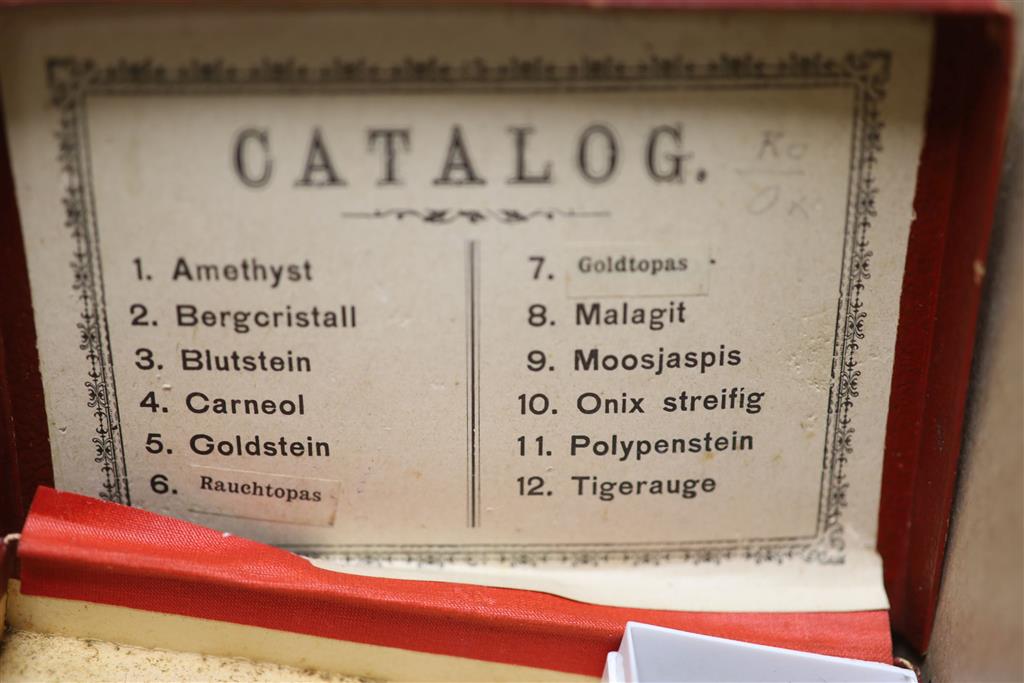 CATALOG.
1. Amethyst
2. Bergcristall
3. Blutstein
4. Carneol
5. Goldstein
6. Rauchtopas
7. Goldtopas
8. Malagit
9. Moosjaspis
10. Onix streifig
11. Polypenstein
12. Tigerauge